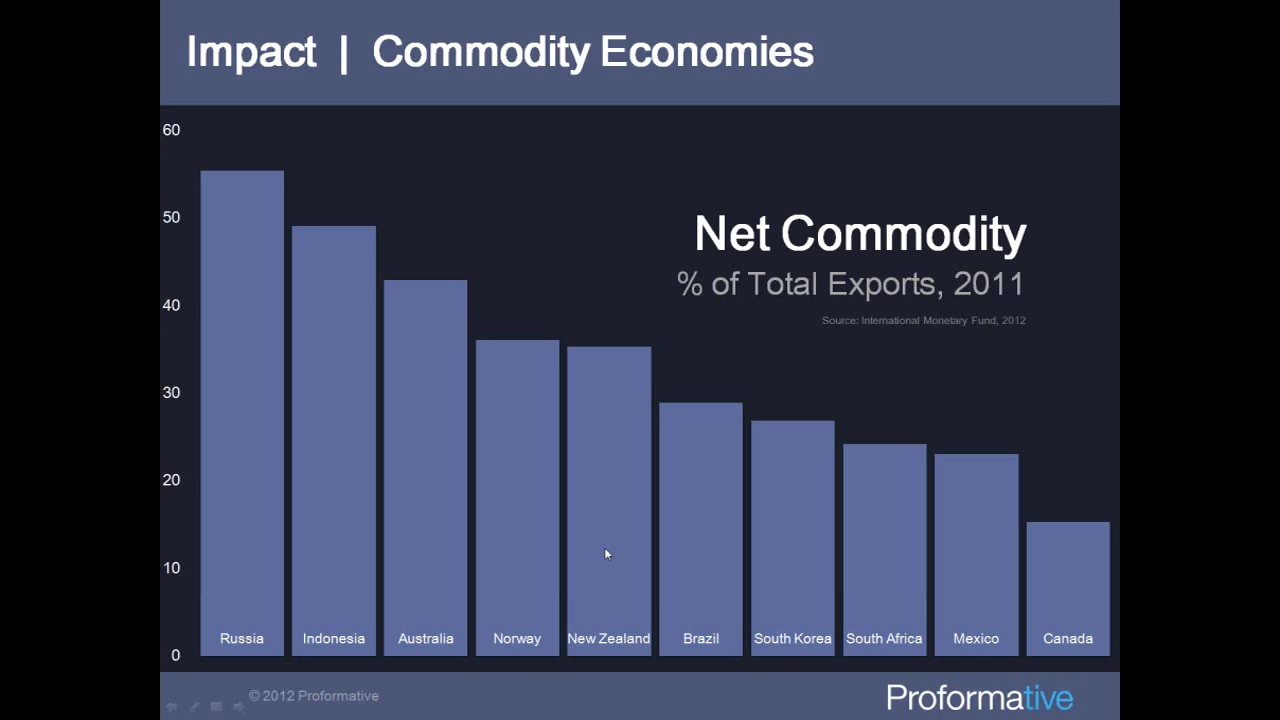 Impact | Commodity Economies
60
50
40
30
20
10
0
Net Commodity
% of Total Exports, 2011
Source: International Monetary Fund, 2012
Russia Indonesia Australia Norway New Zealand Brazil South Korea South Africa Mexico Canada
© 2012 Proformative
Proformative